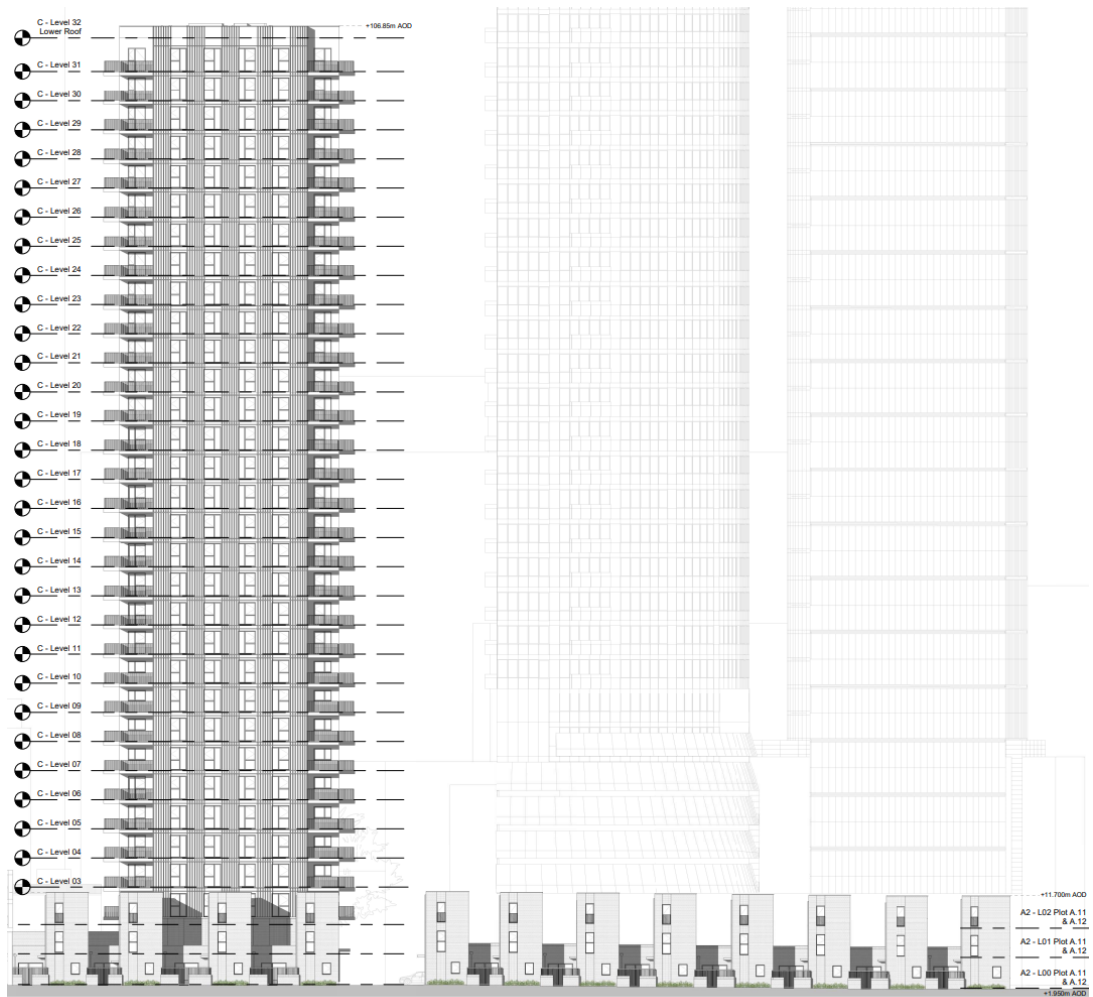 C - Level 32
Lower Roof
+106.85m AOD
C - Level 31
C - Level 30
C - Level 29
C - Level 28
C - Level 27
C - Level 26
C - Level 25
C - Level 24
C - Level 23
C - Level 22
C - Level 21
C - Level 20
C - Level 19
C - Level 18
C - Level 17
C - Level 16
C - Level 15
C - Level 14
C - Level 13
C - Level 12
C - Level 11
C - Level 10
C - Level 09
C - Level 08
C - Level 07
C - Level 06
C - Level 05
C - Level 04
C - Level 03
+11.700m AOD
A2 - L02 Plot A.11
& A.12
A2 - L01 Plot A.11
& A.12
A2 - L00 Plot A.11
& A.12
+1.950m AOD